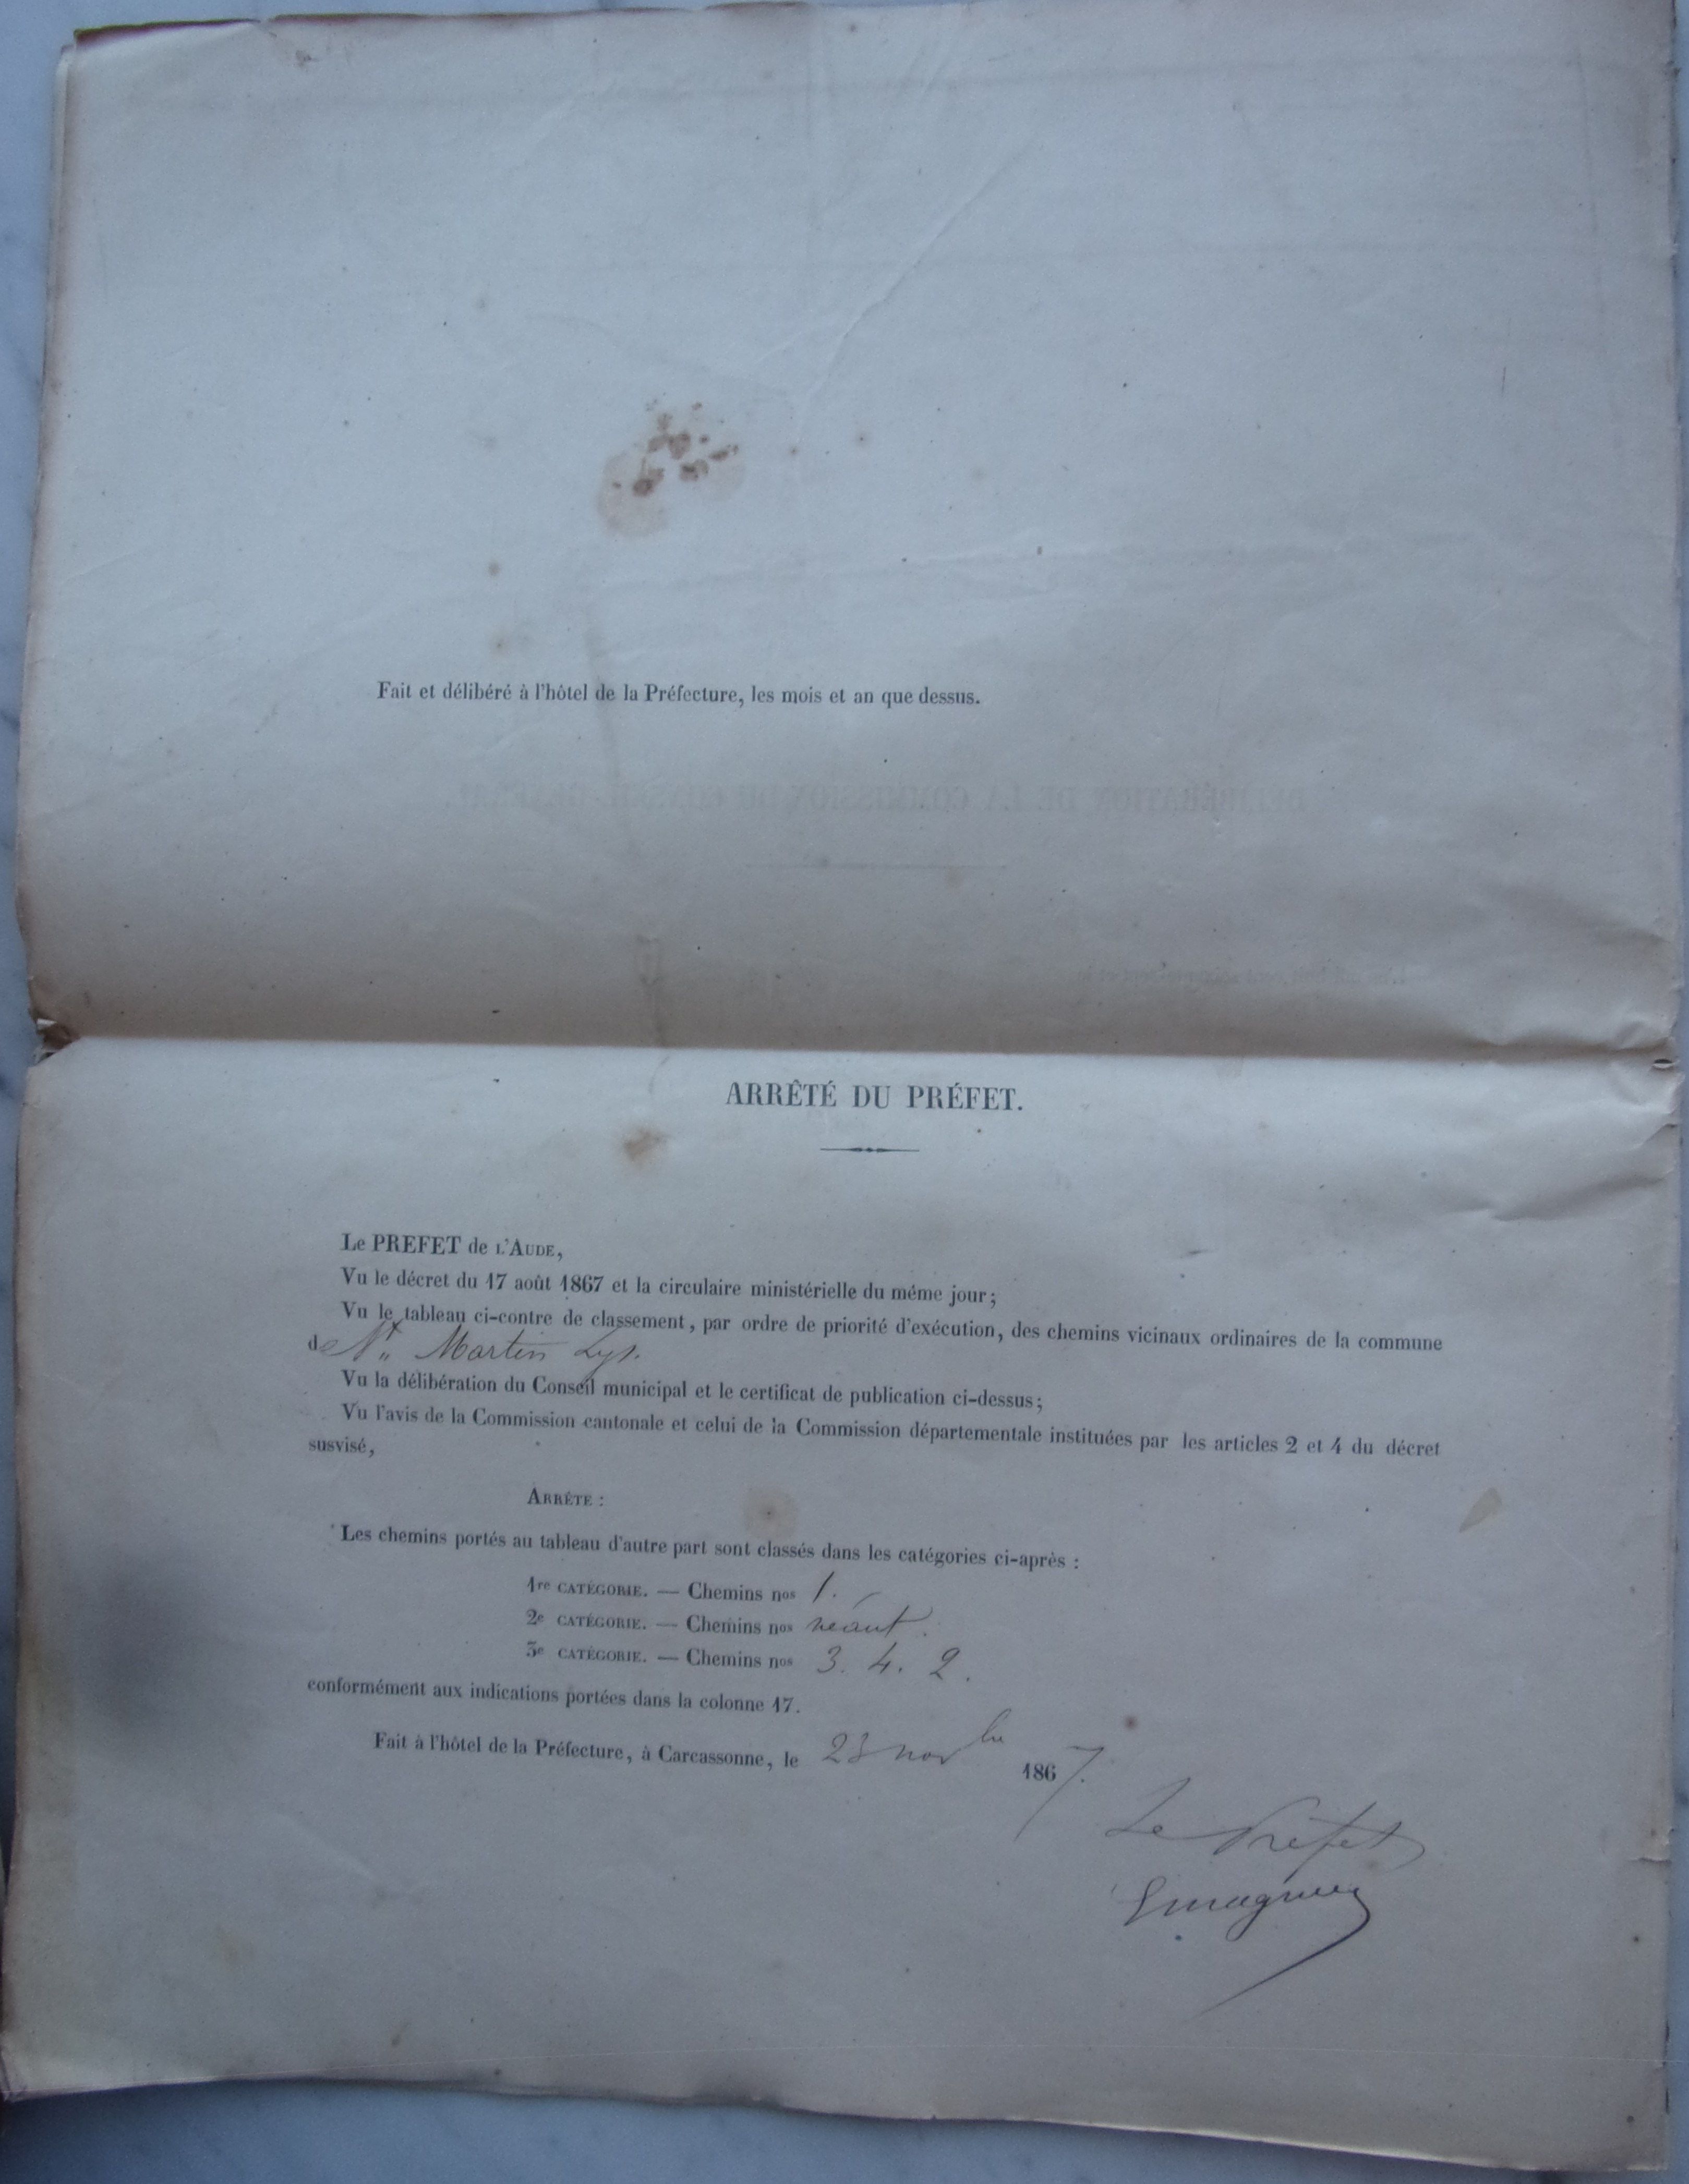 Fait et délibéré à l'hôtel de la Préfecture, les mois et an que dessus.
ARRÊTÉ DU PRÉFET.
Le PREFET de L'AUDE,
Vu le décret du 17 août 1867 et la circulaire ministérielle du même jour;
Vu le tableau ci-contre de classement, par ordre de priorité d'exécution, des chemins vicinaux ordinaires de la commune
de St Martin Lys.
Vu la délibération du Conseil municipal et le certificat de publication ci-dessus;
Vu l'avis de la Commission cantonale et celui de la Commission départementale instituées par les articles 2 et 4 du décret
susvisé,
ARRÊTE :
Les chemins portés au tableau d'autre part sont classés dans les catégories ci-après :
1re CATÉGORIE. — Chemins nos 1.
2e CATÉGORIE. — Chemins nos néant.
3e CATÉGORIE. — Chemins nos 3. 4. 2.
conformément aux indications portées dans la colonne 17.
Fait à l'hôtel de la Préfecture, à Carcassonne, le 23 novbre 1867.
Le Préfet